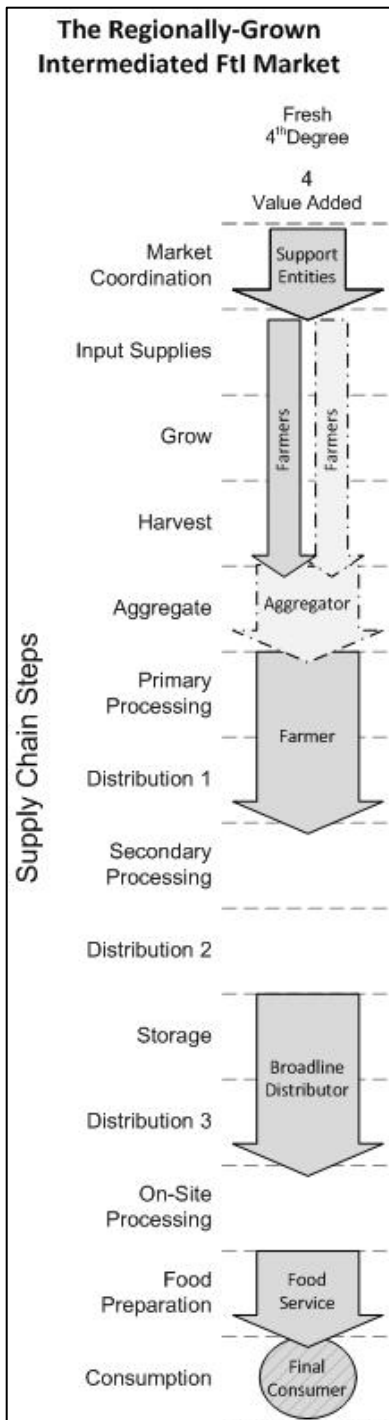 The Regionally-Grown
Intermediated FtI Market
Fresh
4thDegree
4
Value Added
Supply Chain Steps
Market
Coordination
Support
Entities
Input Supplies
Grow
Farmers
Farmers
Harvest
Aggregate
Aggregator
Primary
Processing
Farmer
Distribution 1
Secondary
Processing
Distribution 2
Storage
Broadline
Distributor
Distribution 3
On-Site
Processing
Food
Preparation
Food
Service
Consumption
Final
Consumer